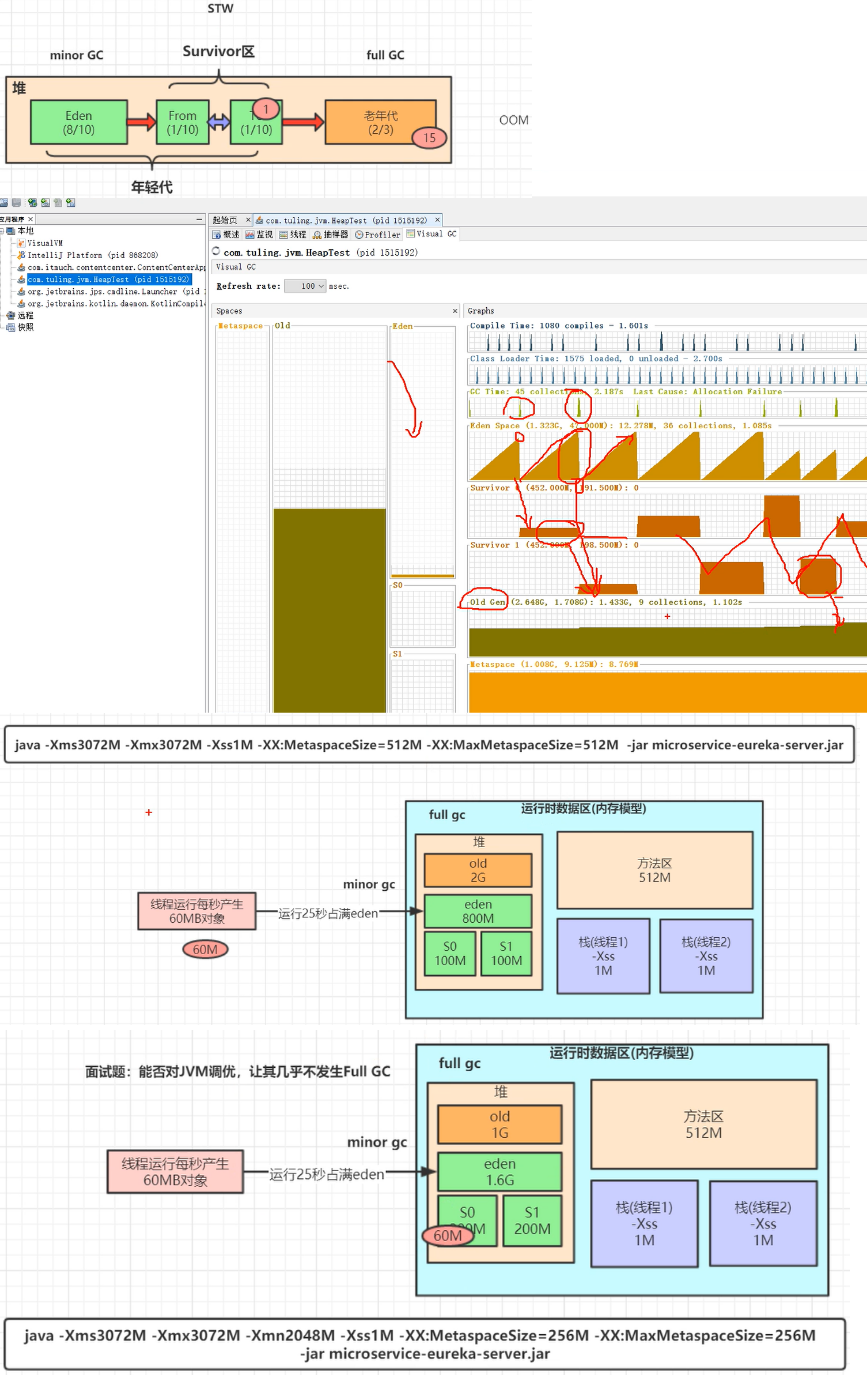 STW
minor GC
Survivor区
full GC
堆
Eden
(8/10)
From
(1/10)
1
(1/10)
老年代
(2/3)
15
OOM
年轻代
应用程序
本地
VisualVM
IntelliJ Platform (pid 868208)
com.itmuch.contentcenter.ContentCenterApp
com.tuling.jvm.HeapTest (pid 1515192)
org.jetbrains.jps.cmdline.Launcher (pid 1
org.jetbrains.kotlin.daemon.KotlinCompile
远程
快照
起始页
com.tuling.jvm.HeapTest (pid 1515192)
概述 监视 线程 抽样器 Profiler Visual GC
com.tuling.jvm.HeapTest (pid 1515192)
Visual GC
Refresh rate: 100 msec.
Spaces
Metaspace
Old
Eden
S0
S1
Graphs
Compile Time: 1080 compiles - 1.601s
Class Loader Time: 1575 loaded, 0 unloaded - 2.700s
GC Time: 45 collections, 2.187s Last Cause: Allocation Failure
Eden Space (1.323G, 47.000M): 12.278M, 36 collections, 1.085s
Survivor 0 (452.000M, 191.500M): 0
Survivor 1 (452.000M, 198.500M): 0
Old Gen (2.648G, 1.708G): 1.433G, 9 collections, 1.102s
Metaspace (1.008G, 9.125M): 8.769M
java -Xms3072M -Xmx3072M -Xss1M -XX:MetaspaceSize=512M -XX:MaxMetaspaceSize=512M -jar microservice-eureka-server.jar
运行时数据区(内存模型)
full gc
堆
old
2G
方法区
512M
minor gc
线程运行每秒产生
60MB对象
运行25秒占满eden
eden
800M
60M
S0
100M
S1
100M
栈(线程1)
-Xss
1M
栈(线程2)
-Xss
1M
面试题：能否对JVM调优，让其几乎不发生Full GC
运行时数据区(内存模型)
full gc
堆
old
1G
方法区
512M
minor gc
线程运行每秒产生
60MB对象
运行25秒占满eden
eden
1.6G
S0
60M
S1
200M
栈(线程1)
-Xss
1M
栈(线程2)
-Xss
1M
java -Xms3072M -Xmx3072M -Xmn2048M -Xss1M -XX:MetaspaceSize=256M -XX:MaxMetaspaceSize=256M
-jar microservice-eureka-server.jar